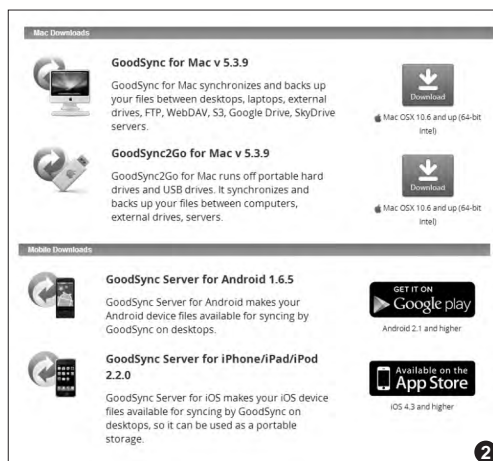 Mac Downloads
GoodSync for Mac v 5.3.9
GoodSync for Mac synchronizes and backs up
your files between desktops, laptops, external
drives, FTP, WebDAV, S3, Google Drive, SkyDrive
servers.
Download
Mac OSX 10.6 and up (64-bit
Intel)
GoodSync2Go for Mac v 5.3.9
GoodSync2Go for Mac runs off portable hard
drives and USB drives. It synchronizes and
backs up your files between computers,
external drives, servers.
Download
Mac OSX 10.6 and up (64-bit
Intel)
Mobile Downloads
GoodSync Server for Android 1.6.5
GoodSync Server for Android makes your
Android device files available for syncing by
GoodSync on desktops.
GET IT ON
Google play
Android 2.1 and higher
GoodSync Server for iPhone/iPad/iPod
2.2.0
GoodSync Server for iOS makes your iOS device
files available for syncing by GoodSync on
desktops, so it can be used as a portable
storage.
Available on the
App Store
iOS 4.3 and higher
2